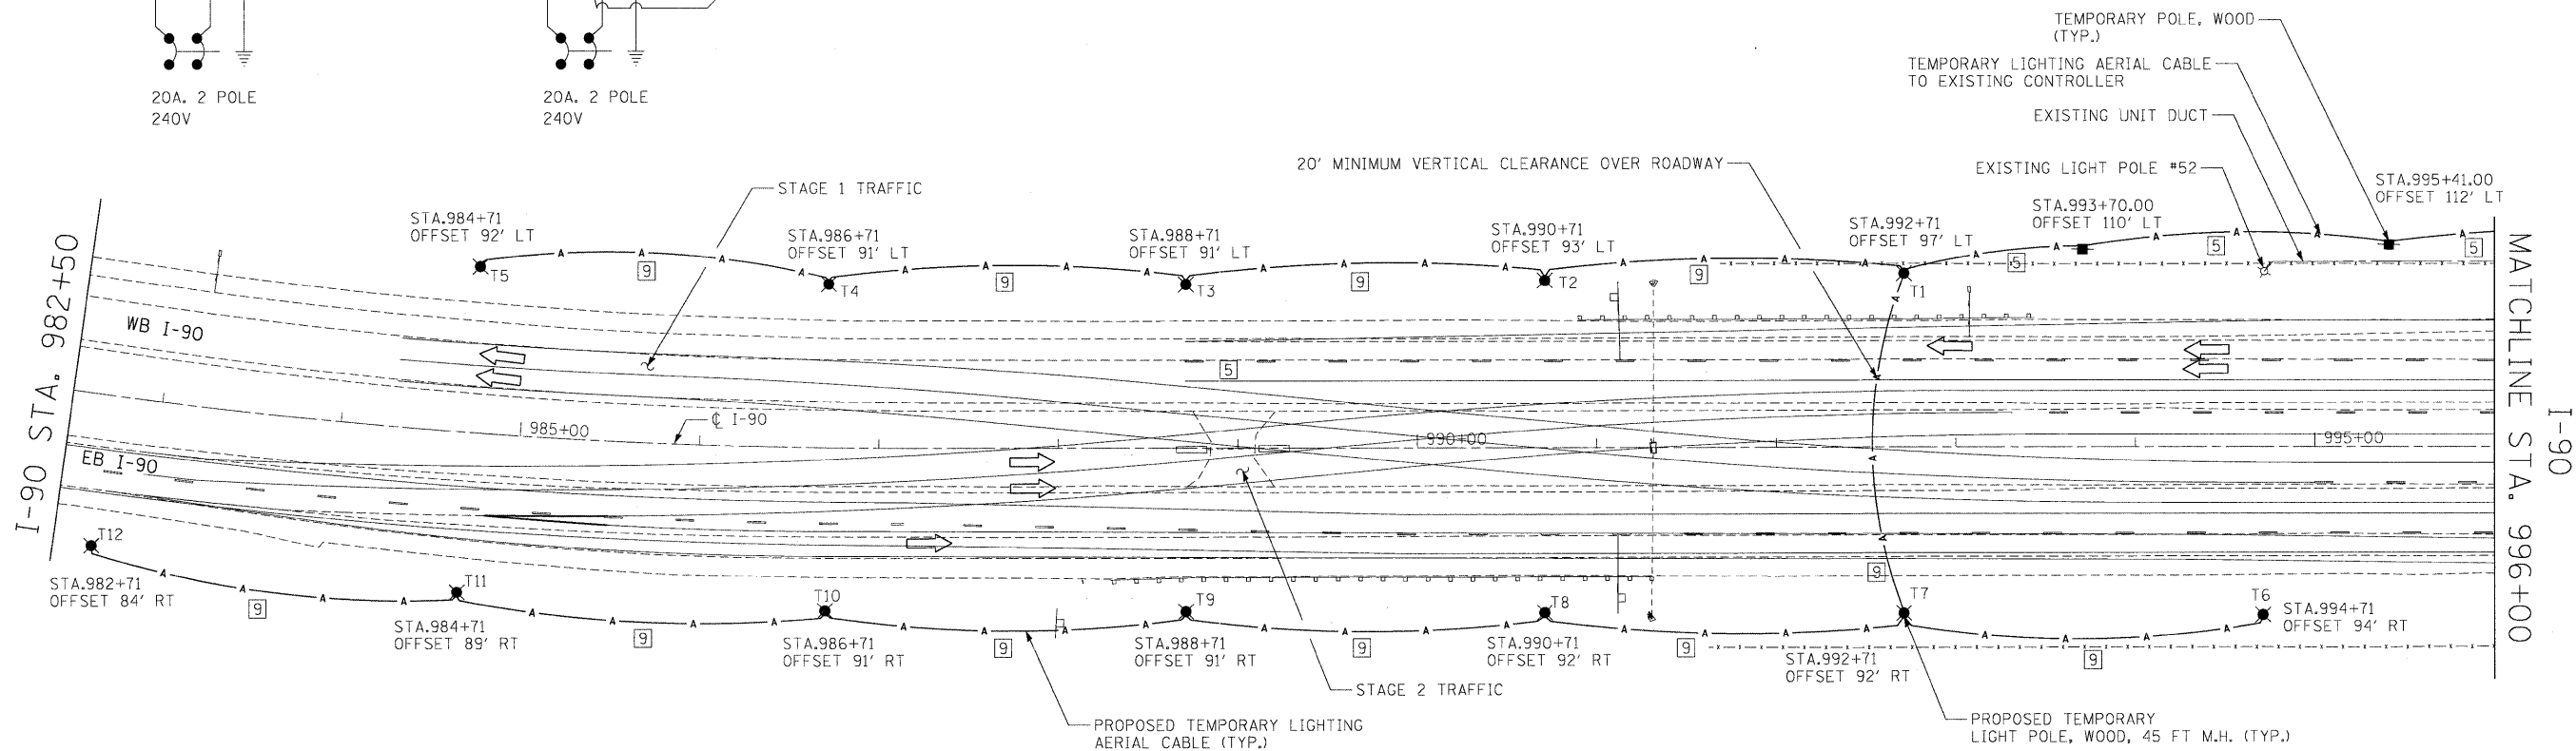 20A. 2 POLE
240V
20A. 2 POLE
240V
TEMPORARY POLE, WOOD
(TYP.)
TEMPORARY LIGHTING AERIAL CABLE
TO EXISTING CONTROLLER
EXISTING UNIT DUCT
20' MINIMUM VERTICAL CLEARANCE OVER ROADWAY
EXISTING LIGHT POLE #52
STAGE 1 TRAFFIC
STA.984+71
OFFSET 92' LT
STA.986+71
OFFSET 91' LT
STA.988+71
OFFSET 91' LT
STA.990+71
OFFSET 93' LT
STA.992+71
OFFSET 97' LT
STA.993+70.00
OFFSET 110' LT
STA.995+41.00
OFFSET 112' LT
A A A A A A A A A A A A A A A A A A A A A A
T5
9
T4
9
T3
9
T2
9
T1
5
5
5
I-90 STA. 982+50
WB I-90
5
A
985+00
℄ I-90
990+00
995+00
A
EB I-90
A
9
MATCHLINE STA. 996+00
I-90
T12
T11
T10
T9
T8
T7
T6
A A A A A A A A A A A A A A A A A A A A A A A
STA.982+71
OFFSET 84' RT
9
STA.984+71
OFFSET 89' RT
9
STA.986+71
OFFSET 91' RT
9
STA.988+71
OFFSET 91' RT
9
STA.990+71
OFFSET 92' RT
9
STA.992+71
OFFSET 92' RT
9
STA.994+71
OFFSET 94' RT
STAGE 2 TRAFFIC
PROPOSED TEMPORARY LIGHTING
AERIAL CABLE (TYP.)
PROPOSED TEMPORARY
LIGHT POLE, WOOD, 45 FT M.H. (TYP.)